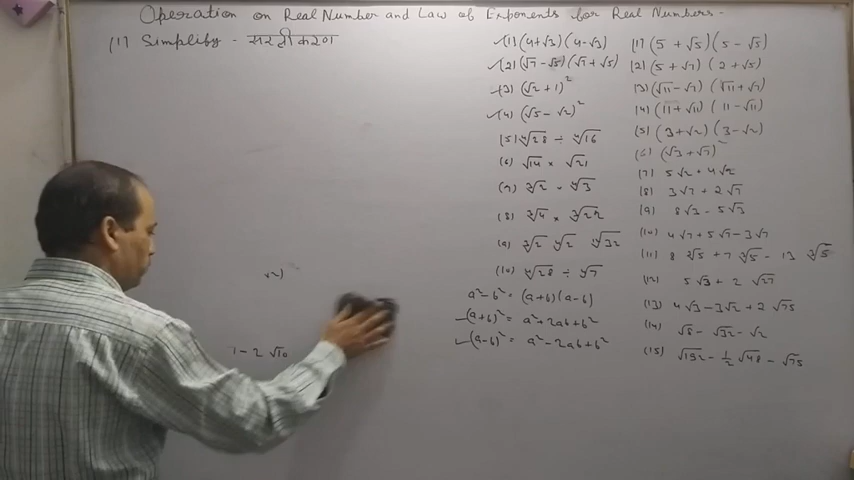 Operation on Real Number and Law of Exponents for Real Numbers -
(1) Simplify - सरलीकरण
√2)
7 - 2 √10
(1) (4+√3) (4-√3)
(2) (√7 - √5) (√7 + √5)
(3) (√2 + 1)²
(4) (√5 - √2)²
(5) ∜28 ÷ ∜16
(6) √14 × √21
(7) ∛2 × ∜3
(8) ∛4 × ∛22
(9) ∛2 ∜2 ¹²√32
(10) ∜28 ÷ ∜7
a² - b² = (a+b) (a-b)
(a+b)² = a² + 2ab + b²
(a-b)² = a² - 2ab + b²
(1) (5 + √5) (5 - √5)
(2) (5 + √7) (2 + √5)
(3) (√11 - √7) (√11 + √7)
(4) (11 + √11) (11 - √11)
(5) (3 + √2) (3 - √2)
(6) (√3 + √7)²
(7) 5√2 + 4√2
(8) 3√7 + 2√7
(9) 8√3 - 5√3
(10) 4√7 + 5√7 - 3√7
(11) 8 ∛5 + 7 ∛5 - 13 ∛5
(12) 5√3 + 2 √27
(13) 4√3 - 3√2 + 2 √75
(14) √8 - √32 - √2
(15) √192 - ½ √48 - √75